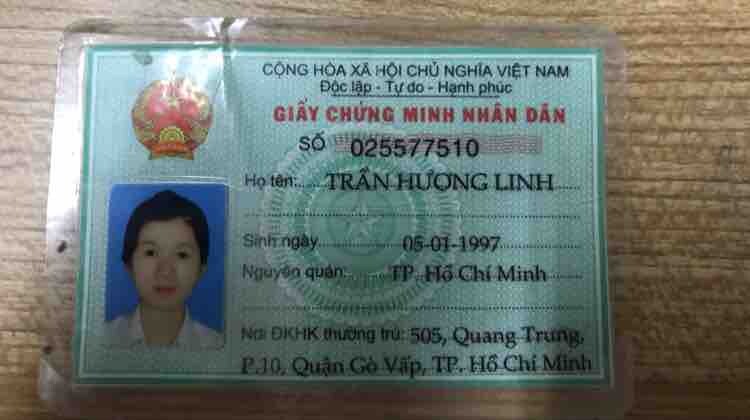 CỘNG HÒA XÃ HỘI CHỦ NGHĨA VIỆT NAM
Độc lập - Tự do - Hạnh phúc
GIẤY CHỨNG MINH NHÂN DÂN
SỐ 025577510
Họ tên: TRẦN HƯƠNG LINH
Sinh ngày 05-01-1997
Nguyên quán: TP. Hồ Chí Minh
Nơi ĐKHK thường trú: 505, Quang Trung,
P.10, Quận Gò Vấp, TP. Hồ Chí Minh